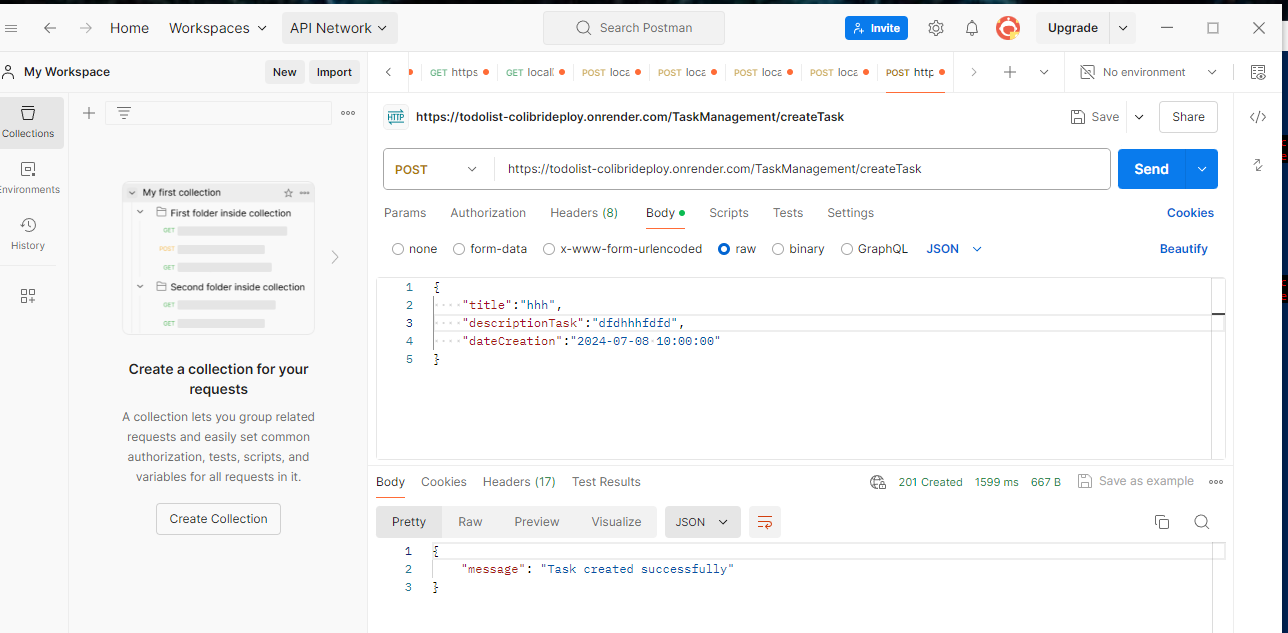 Home Workspaces API Network Search Postman Invite Upgrade
My Workspace New Import
GET https GET locall POST loca POST loca POST loca POST loca POST http No environment
Collections
Environments
History
My first collection
First folder inside collection
GET
POST
GET
Second folder inside collection
GET
GET
Create a collection for your
requests
A collection lets you group related
requests and easily set common
authorization, tests, scripts, and
variables for all requests in it.
Create Collection
HTTP https://todolist-colibrideploy.onrender.com/TaskManagement/createTask Save Share
POST https://todolist-colibrideploy.onrender.com/TaskManagement/createTask Send
Params Authorization Headers (8) Body Scripts Tests Settings Cookies
none form-data x-www-form-urlencoded raw binary GraphQL JSON Beautify
1 {
2 "title":"hhh",
3 "descriptionTask":"dfdhhhfdfd",
4 "dateCreation":"2024-07-08 10:00:00"
5 }
Body Cookies Headers (17) Test Results 201 Created 1599 ms 667 B Save as example
Pretty Raw Preview Visualize JSON
1 {
2 "message": "Task created successfully"
3 }